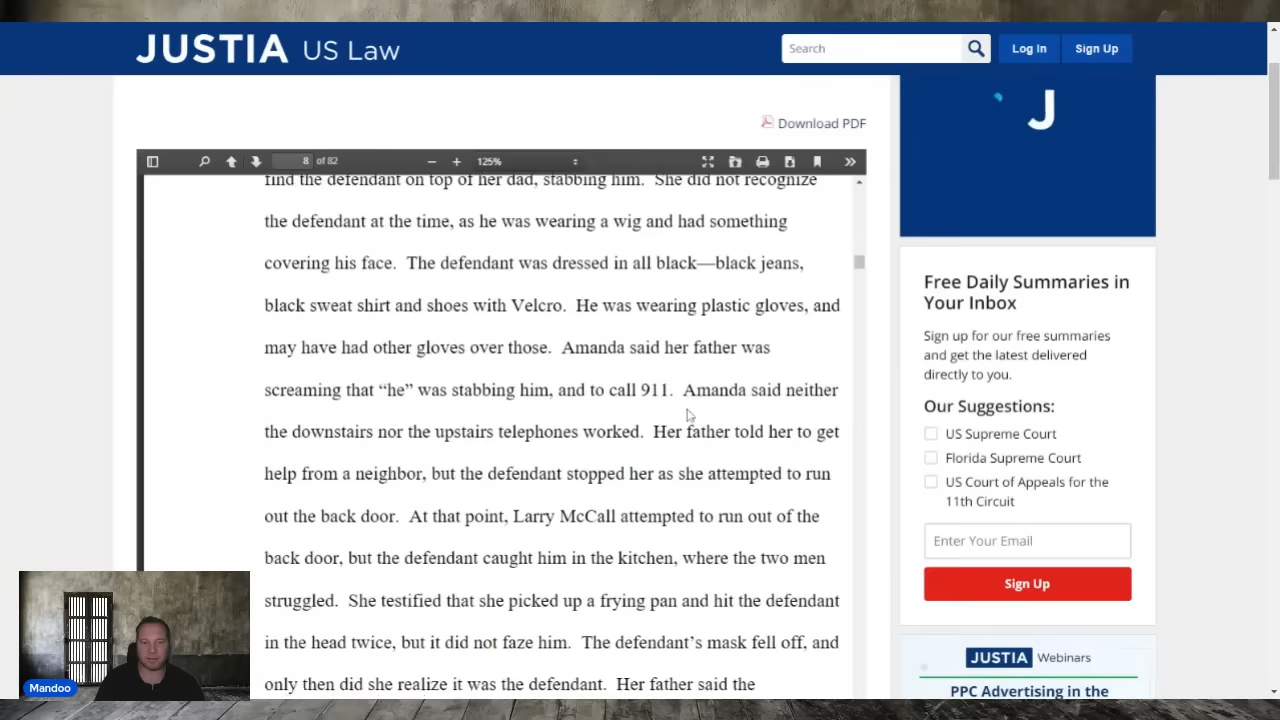 JUSTIA US Law
Search
Log In
Sign Up
Download PDF
J
8 of 82
125%
find the defendant on top of her dad, stabbing him. She did not recognize
the defendant at the time, as he was wearing a wig and had something
covering his face. The defendant was dressed in all black—black jeans,
black sweat shirt and shoes with Velcro. He was wearing plastic gloves, and
may have had other gloves over those. Amanda said her father was
screaming that “he” was stabbing him, and to call 911. Amanda said neither
the downstairs nor the upstairs telephones worked. Her father told her to get
help from a neighbor, but the defendant stopped her as she attempted to run
out the back door. At that point, Larry McCall attempted to run out of the
back door, but the defendant caught him in the kitchen, where the two men
struggled. She testified that she picked up a frying pan and hit the defendant
in the head twice, but it did not faze him. The defendant’s mask fell off, and
only then did she realize it was the defendant. Her father said the
Free Daily Summaries in
Your Inbox
Sign up for our free summaries
and get the latest delivered
directly to you.
Our Suggestions:
US Supreme Court
Florida Supreme Court
US Court of Appeals for the
11th Circuit
Enter Your Email
Sign Up
JUSTIA Webinars
PPC Advertising in the
Mandoo